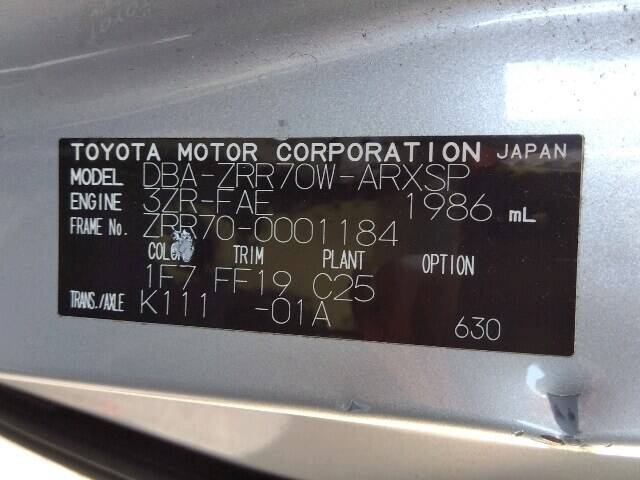 TOYOTA MOTOR CORPORATION JAPAN
MODEL DBA-ZRR70W-ARXSP
ENGINE 3ZR-FAE 1986 mL
FRAME No. ZRR70-0001184
COLOR TRIM PLANT OPTION
1F7 FF19 C25
TRANS./AXLE K111 -01A
630